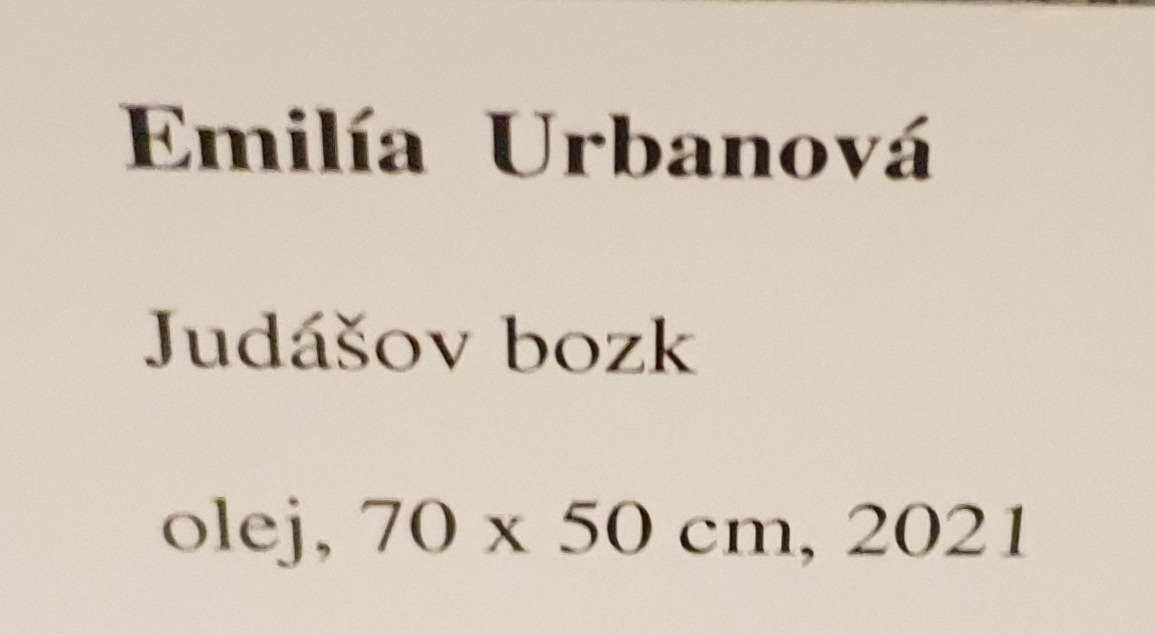 Emilía Urbanová
Judášov bozk
olej, 70 x 50 cm, 2021